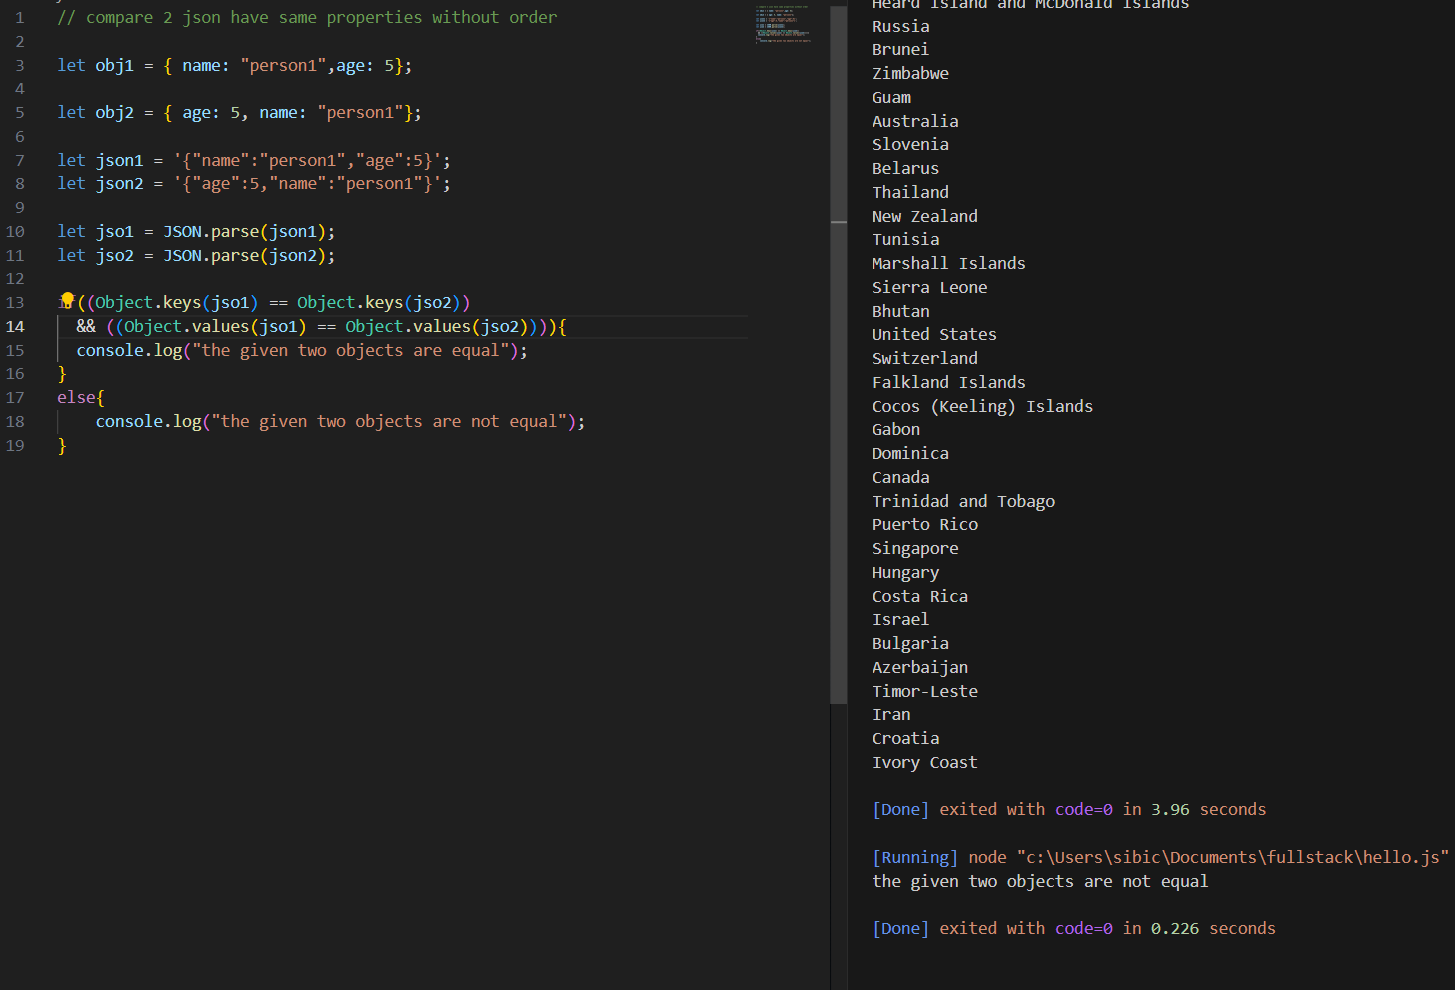 1 // compare 2 json have same properties without order
2
3 let obj1 = { name: "person1",age: 5};
4
5 let obj2 = { age: 5, name: "person1"};
6
7 let json1 = '{"name":"person1","age":5}';
8 let json2 = '{"age":5,"name":"person1"}';
9
10 let jso1 = JSON.parse(json1);
11 let jso2 = JSON.parse(json2);
12
13 if((Object.keys(jso1) == Object.keys(jso2))
14 && ((Object.values(jso1) == Object.values(jso2)))){
15 console.log("the given two objects are equal");
16 }
17 else{
18 console.log("the given two objects are not equal");
19 }
Heard Island and McDonald Islands
Russia
Brunei
Zimbabwe
Guam
Australia
Slovenia
Belarus
Thailand
New Zealand
Tunisia
Marshall Islands
Sierra Leone
Bhutan
United States
Switzerland
Falkland Islands
Cocos (Keeling) Islands
Gabon
Dominica
Canada
Trinidad and Tobago
Puerto Rico
Singapore
Hungary
Costa Rica
Israel
Bulgaria
Azerbaijan
Timor-Leste
Iran
Croatia
Ivory Coast
[Done] exited with code=0 in 3.96 seconds
[Running] node "c:\Users\sibic\Documents\fullstack\hello.js"
the given two objects are not equal
[Done] exited with code=0 in 0.226 seconds